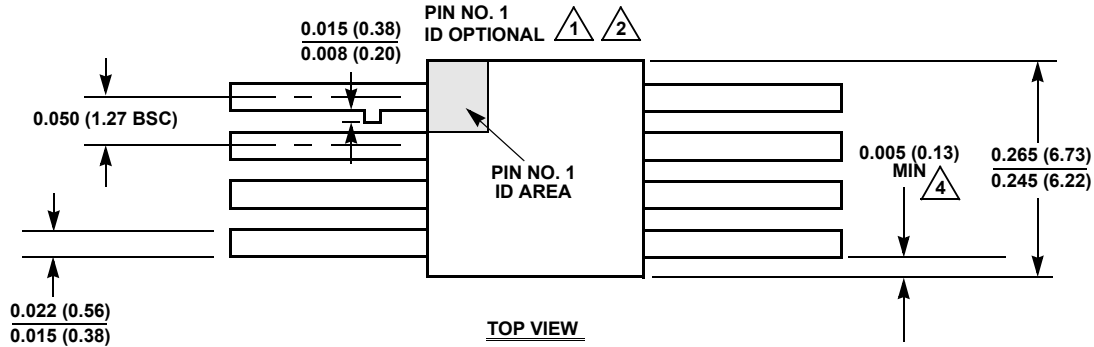 PIN NO. 1
ID OPTIONAL 1 2
0.015 (0.38)
0.008 (0.20)
0.050 (1.27 BSC)
PIN NO. 1
ID AREA
0.005 (0.13)
MIN 4
0.265 (6.73)
0.245 (6.22)
0.022 (0.56)
0.015 (0.38)
TOP VIEW